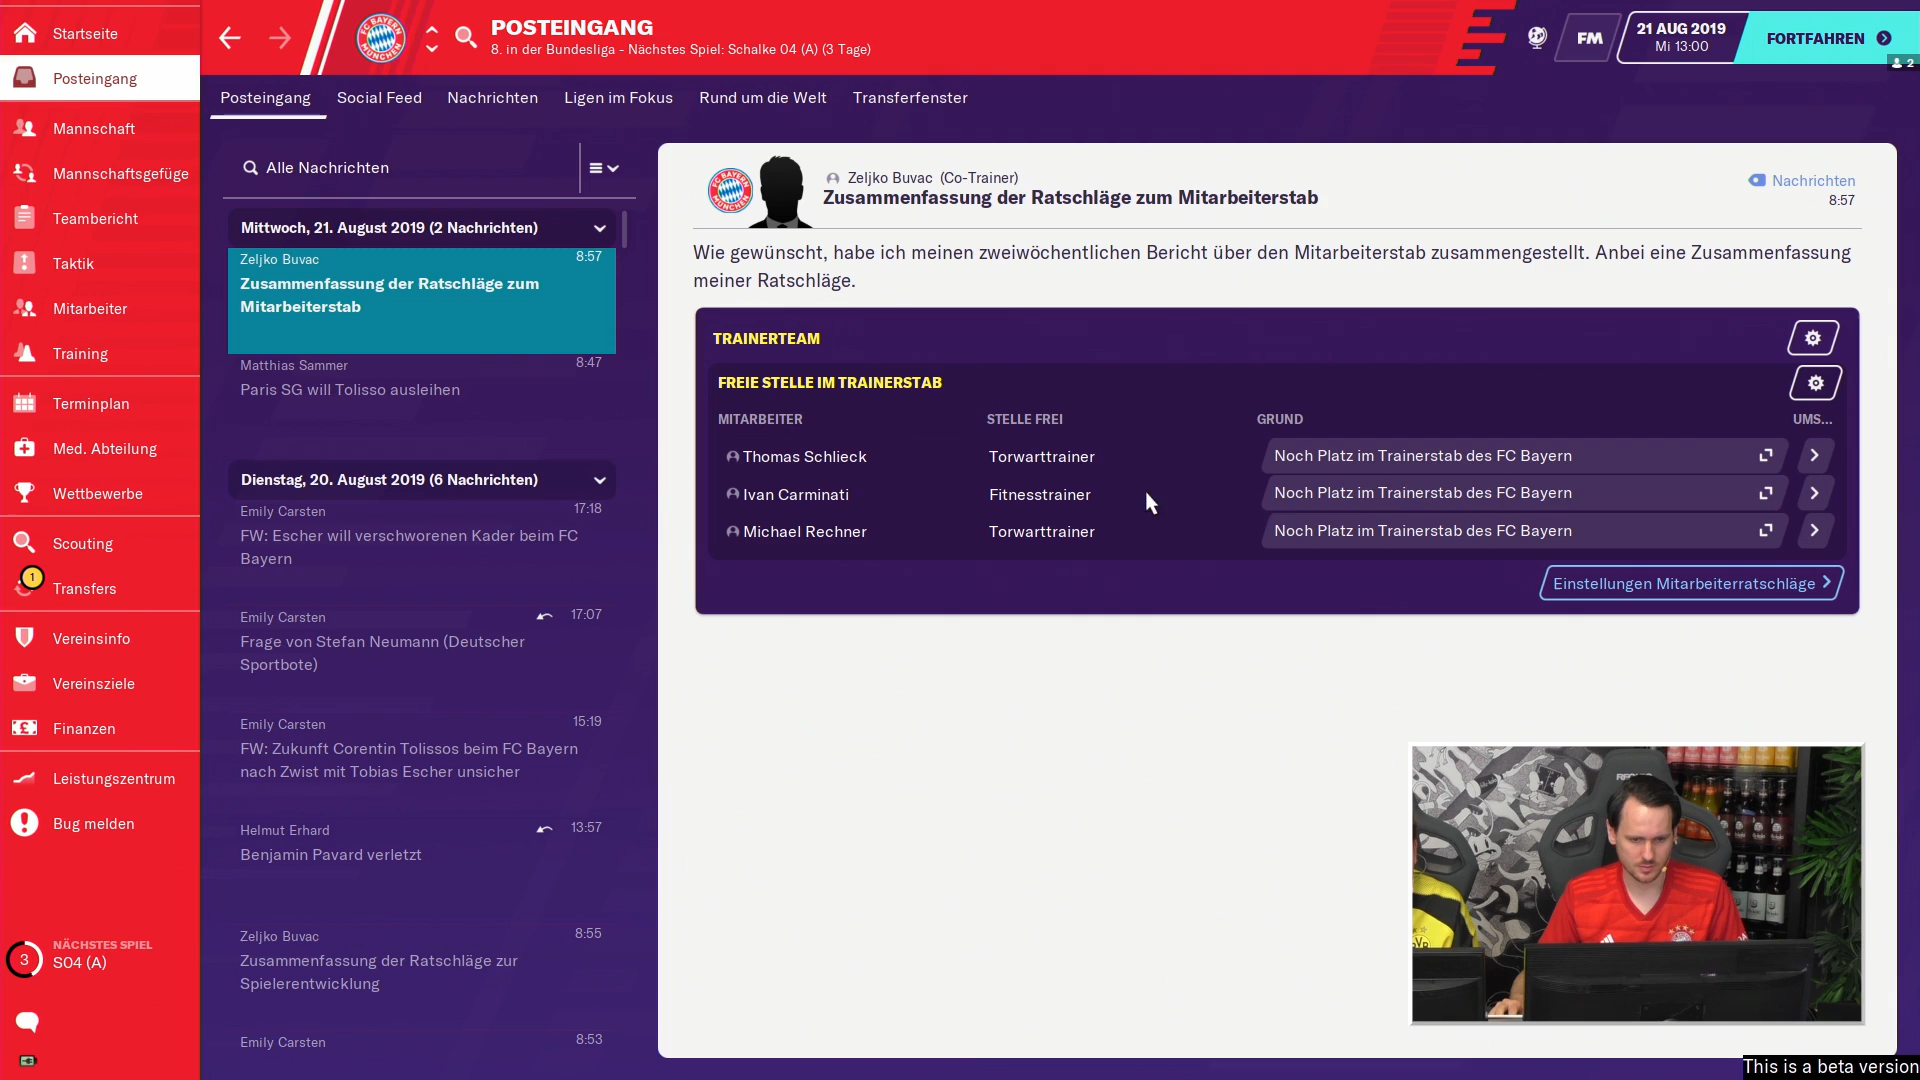 Startseite
Posteingang
Mannschaft
Mannschaftsgefüge
Teambericht
Taktik
Mitarbeiter
Training
Terminplan
Med. Abteilung
Wettbewerbe
Scouting
1
Transfers
Vereinsinfo
Vereinsziele
Finanzen
Leistungszentrum
Bug melden
3
NÄCHSTES SPIEL
S04 (A)
FC BAYERN MÜNCHEN
POSTEINGANG
8. in der Bundesliga - Nächstes Spiel: Schalke 04 (A) (3 Tage)
FM
21 AUG 2019
Mi 13:00
FORTFAHREN
2
Posteingang
Social Feed
Nachrichten
Ligen im Fokus
Rund um die Welt
Transferfenster
Alle Nachrichten
Mittwoch, 21. August 2019 (2 Nachrichten)
Zeljko Buvac 8:57
Zusammenfassung der Ratschläge zum
Mitarbeiterstab
Matthias Sammer 8:47
Paris SG will Tolisso ausleihen
Dienstag, 20. August 2019 (6 Nachrichten)
Emily Carsten 17:18
FW: Escher will verschworenen Kader beim FC
Bayern
Emily Carsten 17:07
Frage von Stefan Neumann (Deutscher
Sportbote)
Emily Carsten 15:19
FW: Zukunft Corentin Tolissos beim FC Bayern
nach Zwist mit Tobias Escher unsicher
Helmut Erhard 13:57
Benjamin Pavard verletzt
Zeljko Buvac 8:55
Zusammenfassung der Ratschläge zur
Spielerentwicklung
Emily Carsten 8:53
FC BAYERN MÜNCHEN
Zeljko Buvac (Co-Trainer)
Zusammenfassung der Ratschläge zum Mitarbeiterstab
Nachrichten
8:57
Wie gewünscht, habe ich meinen zweiwöchentlichen Bericht über den Mitarbeiterstab zusammengestellt. Anbei eine Zusammenfassung
meiner Ratschläge.
TRAINERTEAM
FREIE STELLE IM TRAINERSTAB
MITARBEITER STELLE FREI GRUND UMS...
Thomas Schlieck Torwarttrainer Noch Platz im Trainerstab des FC Bayern
Ivan Carminati Fitnesstrainer Noch Platz im Trainerstab des FC Bayern
Michael Rechner Torwarttrainer Noch Platz im Trainerstab des FC Bayern
Einstellungen Mitarbeiterratschläge
BVB
This is a beta version